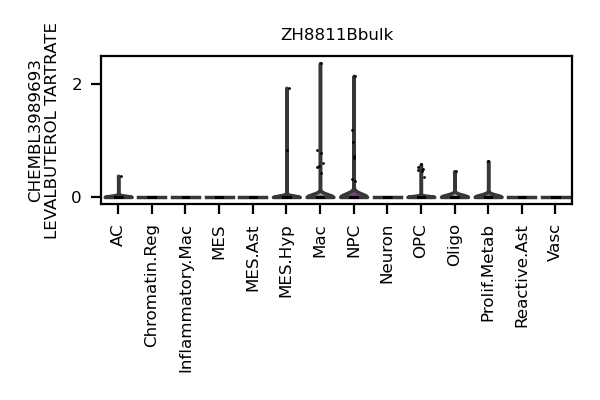 ZH8811Bbulk
CHEMBL3989693
LEVALBUTEROL TARTRATE
2
0
AC
Chromatin.Reg
Inflammatory.Mac
MES
MES.Ast
MES.Hyp
Mac
NPC
Neuron
OPC
Oligo
Prolif.Metab
Reactive.Ast
Vasc